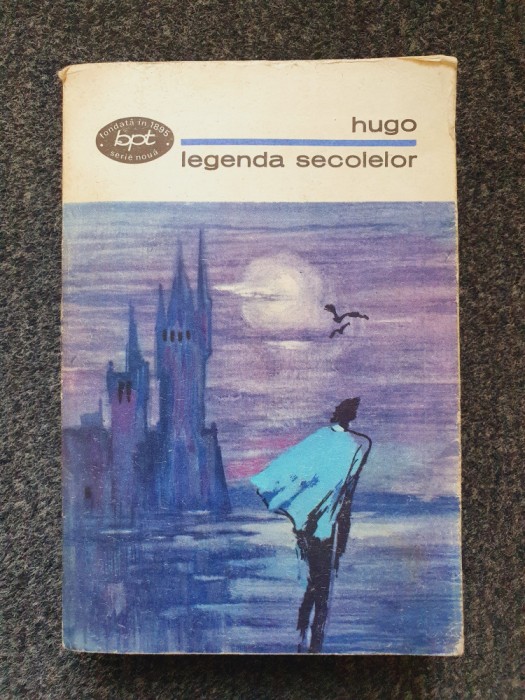 fondată în 1895
bpt
serie nouă
hugo
legenda secolelor